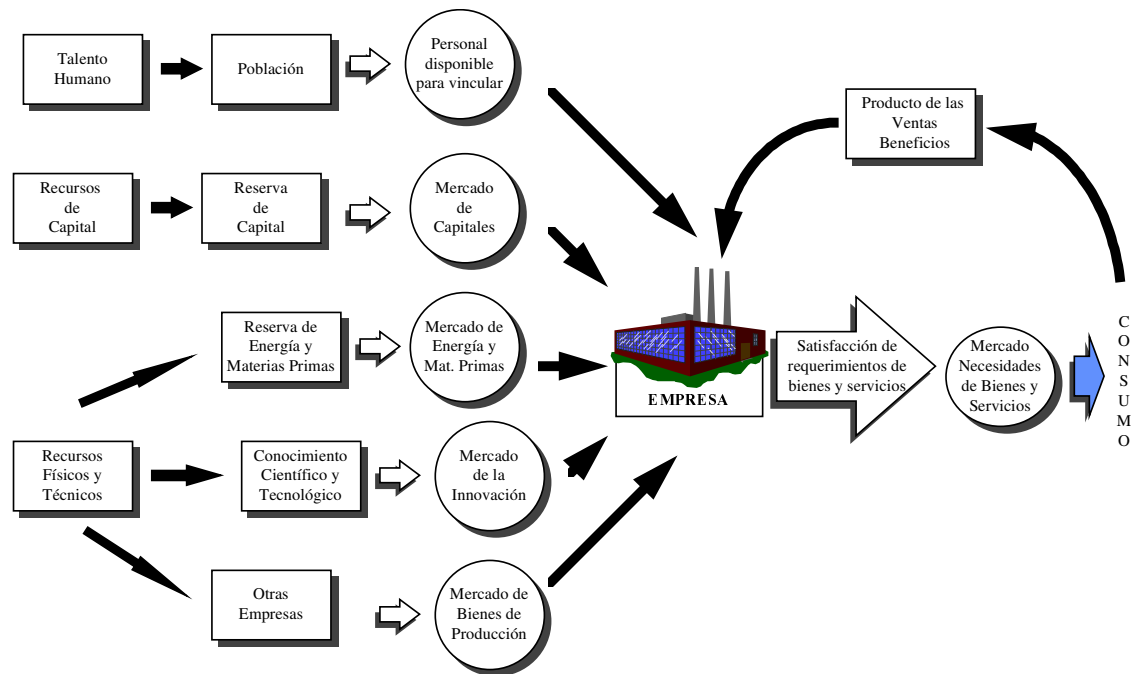 Talento
Humano
Población
Personal
disponible
para vincular
Producto de las
Ventas
Beneficios
Recursos
de
Capital
Reserva
de
Capital
Mercado
de
Capitales
Reserva de
Energía y
Materias Primas
Mercado de
Energía y
Mat. Primas
EMPRESA
Satisfacción de
requerimientos de
bienes y servicios
Mercado
Necesidades
de Bienes y
Servicios
C
O
N
S
U
M
O
Recursos
Físicos y
Técnicos
Conocimiento
Científico y
Tecnológico
Mercado
de la
Innovación
Otras
Empresas
Mercado de
Bienes de
Producción